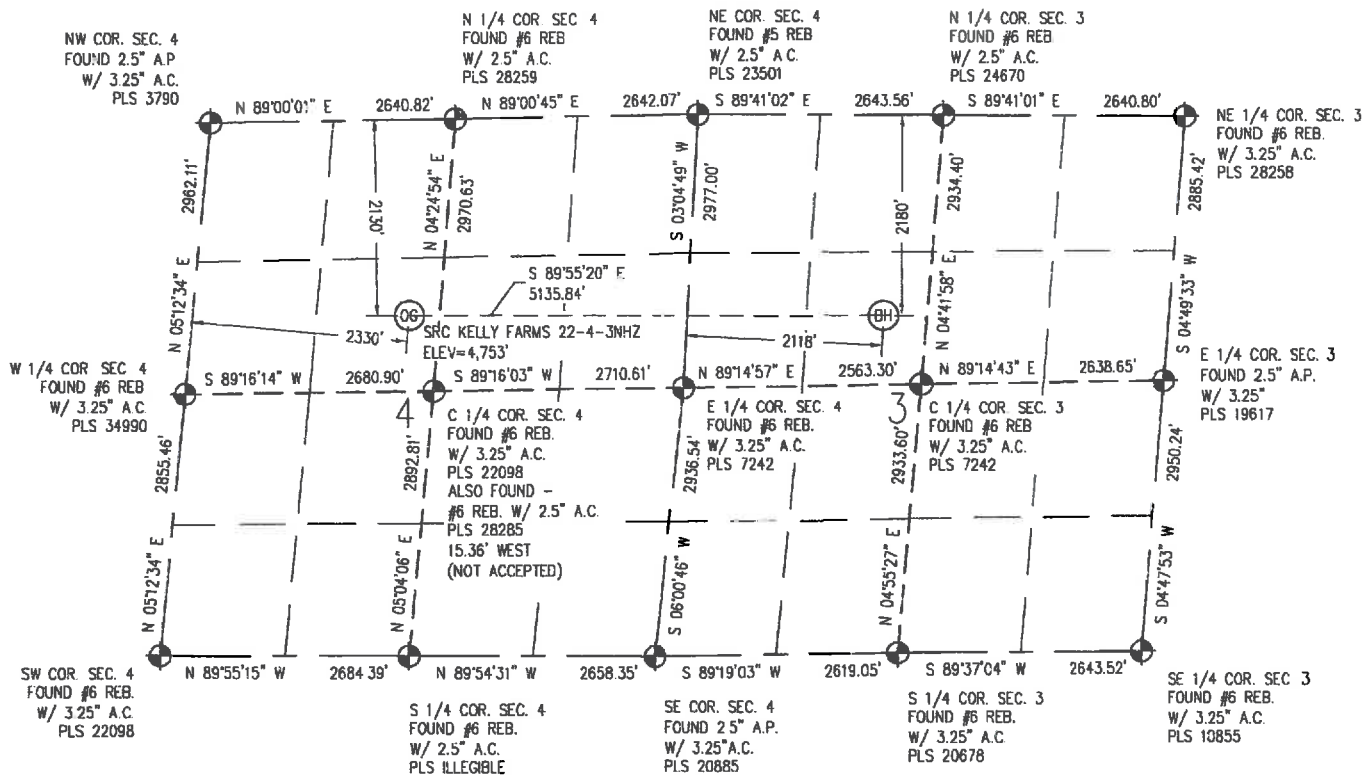 NW COR. SEC. 4
FOUND 2.5" A.P
W/ 3.25" A.C.
PLS 3790
N 1/4 COR. SEC 4
FOUND #6 REB
W/ 2.5" A.C.
PLS 28259
NE COR. SEC. 4
FOUND #5 REB
W/ 2.5" A C.
PLS 23501
N 1/4 COR. SEC. 3
FOUND #6 REB
W/ 2.5" A.C.
PLS 24670
NE 1/4 COR. SEC. 3
FOUND #6 REB.
W/ 3.25" A.C.
PLS 28258
N 89°00'01" E
2640.82'
N 89°00'45" E
2642.07'
S 89°41'02" E
2643.56'
S 89°41'01" E
2640.80'
2962.11'
N 05°12'34" E
2130'
N 04°24'54" E
2970.63'
S 03°04'49" W
2977.00'
2180'
2934.40'
N 04°41'58" E
2885.42'
S 04°49'33" W
S 89°55'20" E
5135.84'
OG
BH
2330'
SRC KELLY FARMS 22-4-3NHZ
ELEV=4,753'
2118'
W 1/4 COR. SEC 4
FOUND #6 REB
W/ 3.25" A.C.
PLS 34990
S 89°16'14" W
2680.90'
S 89°16'03" W
2710.61'
N 89°14'57" E
2563.30'
N 89°14'43" E
2638.65'
E 1/4 COR. SEC. 3
FOUND 2.5" A.P.
W/ 3.25"
PLS 19617
4
C 1/4 COR. SEC. 4
FOUND #6 REB.
W/ 3.25" A.C.
PLS 22098
ALSO FOUND -
#6 REB. W/ 2.5" A.C.
PLS 28285
15.36' WEST
(NOT ACCEPTED)
E 1/4 COR. SEC. 4
FOUND #6 REB.
W/ 3.25" A.C.
PLS 7242
3
C 1/4 COR. SEC. 3
FOUND #6 REB
W/ 3.25" A.C.
PLS 7242
2855.46'
N 05°12'34" E
2892.81'
N 05°04'06" E
2936.54'
S 06°00'46" W
2933.60'
N 04°55'27" E
2950.24'
S 04°47'53" W
SW COR. SEC. 4
FOUND #6 REB.
W/ 3 25" A.C
PLS 22098
N 89°55'15" W
2684.39'
N 89°54'31" W
2658.35'
S 89°19'03" W
2619.05'
S 89°37'04" W
2643.52'
S 1/4 COR. SEC. 4
FOUND #6 REB.
W/ 2.5" A.C.
PLS ILLEGIBLE
SE COR. SEC. 4
FOUND 2 5" A.P.
W/ 3.25"A.C.
PLS 20885
S 1/4 COR. SEC. 3
FOUND #6 REB.
W/ 3.25" A.C.
PLS 20678
SE 1/4 COR. SEC 3
FOUND #6 REB.
W/ 3.25" A.C.
PLS 10855